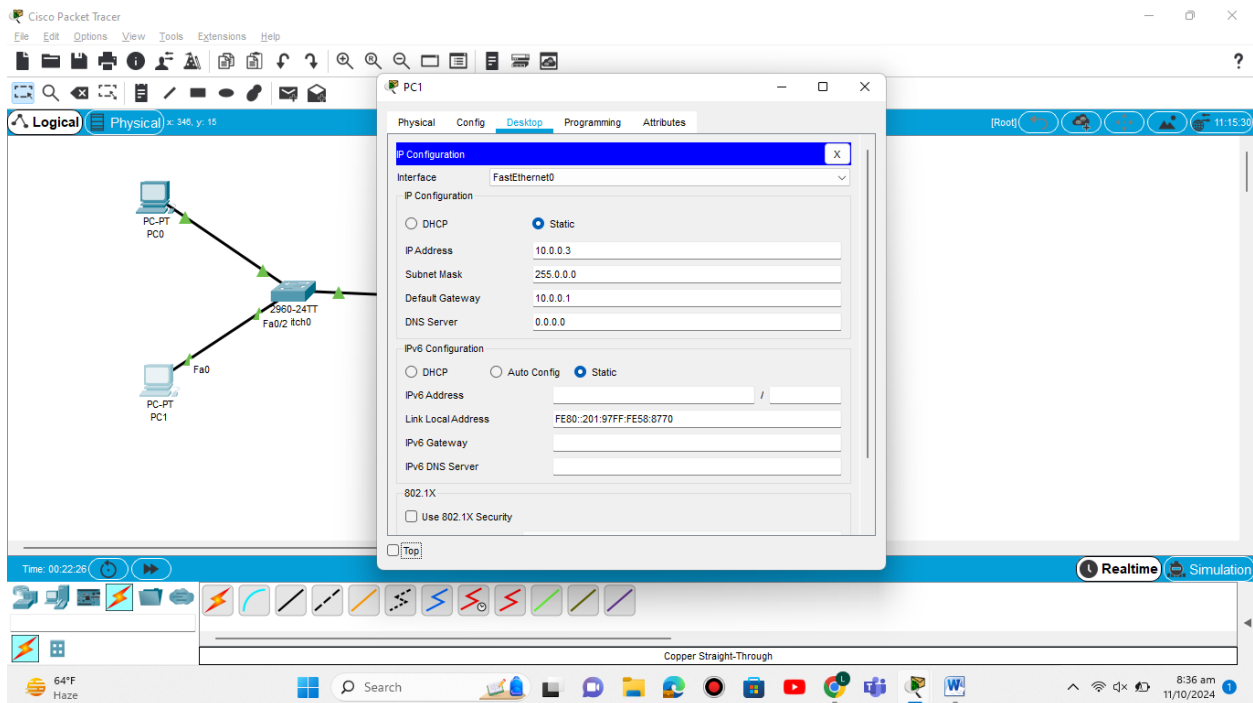 Cisco Packet Tracer
File Edit Options View Tools Extensions Help
?
Logical Physical x: 346, y: 15 [Root] 11:15:30
PC-PT
PC0
2960-24TT
Fa0/2 itch0
Fa0
PC-PT
PC1
PC1
Physical Config Desktop Programming Attributes
IP Configuration X
Interface FastEthernet0
IP Configuration
DHCP Static
IP Address 10.0.0.3
Subnet Mask 255.0.0.0
Default Gateway 10.0.0.1
DNS Server 0.0.0.0
IPv6 Configuration
DHCP Auto Config Static
IPv6 Address /
Link Local Address FE80::201:97FF:FE58:8770
IPv6 Gateway
IPv6 DNS Server
802.1X
Use 802.1X Security
Top
Time: 00:22:26 Realtime Simulation
Copper Straight-Through
64°F
Haze
Search
L
W
8:36 am
11/10/2024
1